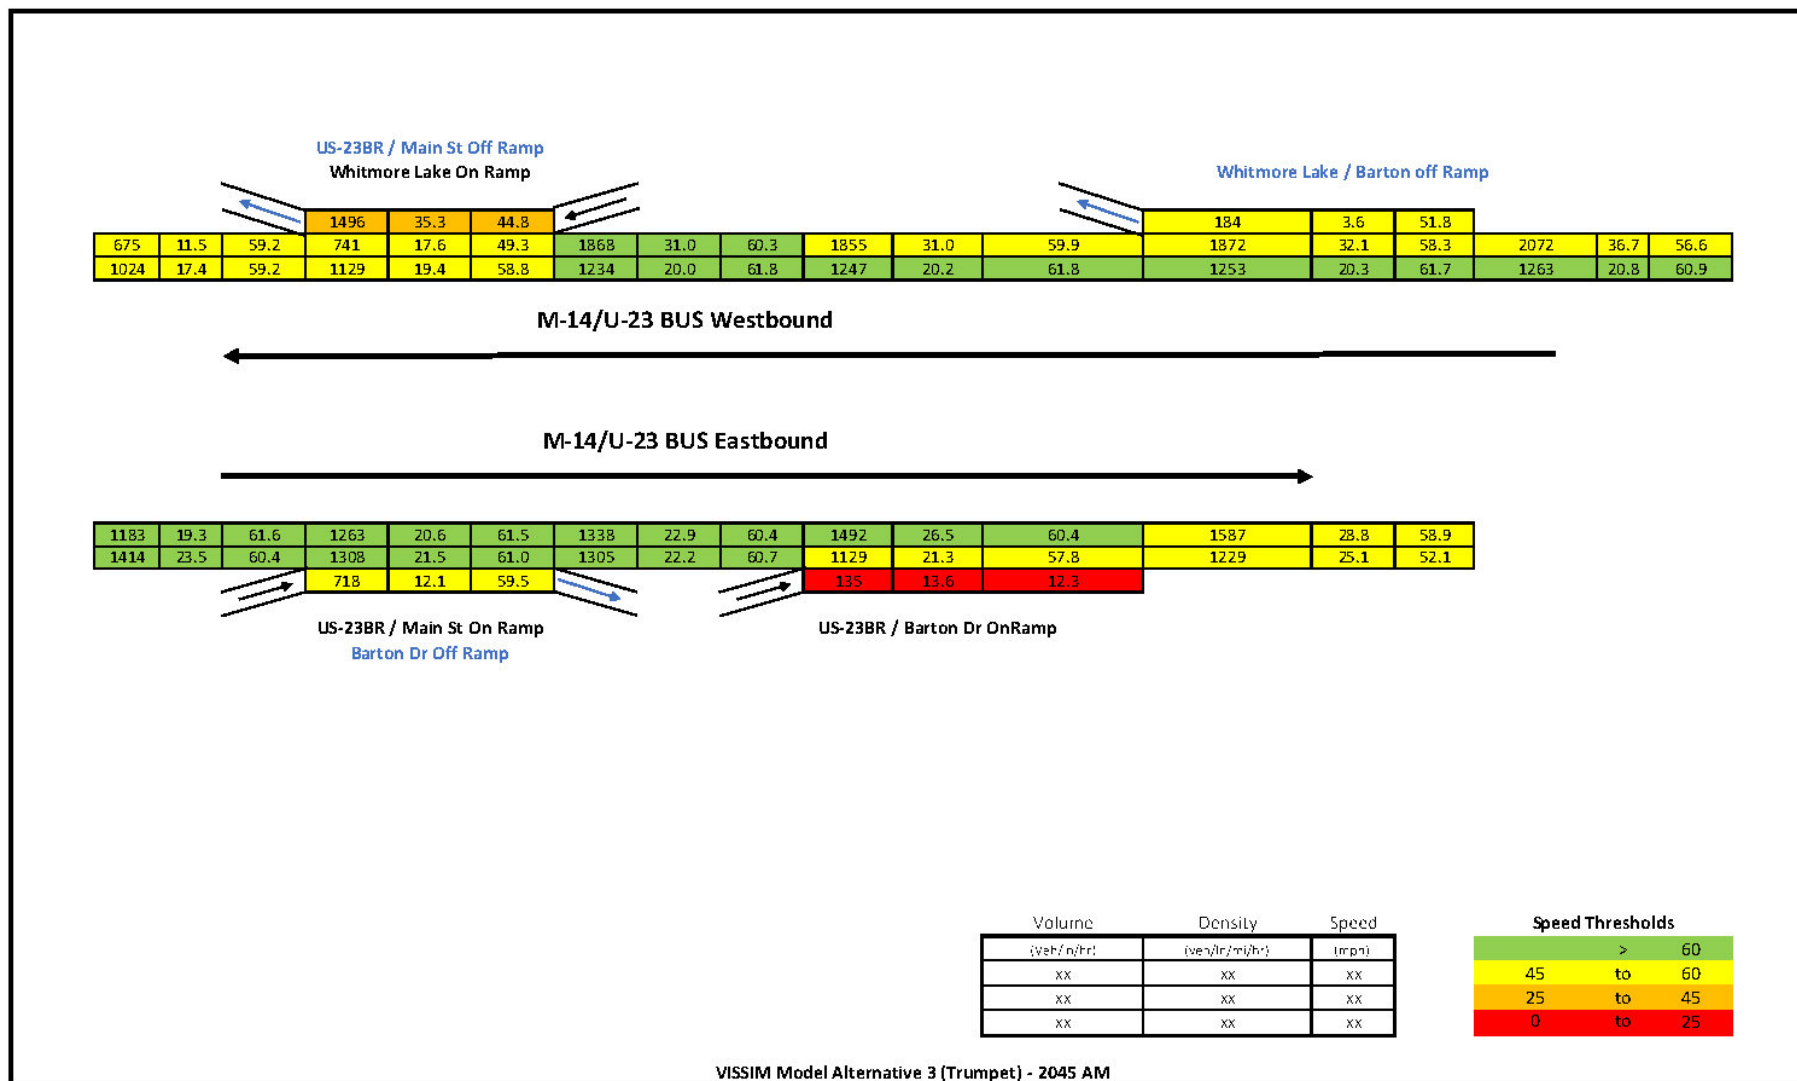 US-23BR / Main St Off Ramp
Whitmore Lake On Ramp
Whitmore Lake / Barton off Ramp
1496 35.3 44.8 184 3.6 51.8
675 11.5 59.2 741 17.6 49.3 1868 31.0 60.3 1855 31.0 59.9 1872 32.1 58.3 2072 36.7 56.6
1024 17.4 59.2 1129 19.4 58.8 1234 20.0 61.8 1247 20.2 61.8 1253 20.3 61.7 1263 20.8 60.9
M-14/U-23 BUS Westbound
M-14/U-23 BUS Eastbound
1183 19.3 61.6 1263 20.6 61.5 1338 22.9 60.4 1492 26.5 60.4 1587 28.8 58.9
1414 23.5 60.4 1308 21.5 61.0 1305 22.2 60.7 1129 21.3 57.8 1229 25.1 52.1
718 12.1 59.5 135 13.6 12.3
US-23BR / Main St On Ramp
Barton Dr Off Ramp
US-23BR / Barton Dr OnRamp
Volume Density Speed
(veh/ln/hr) (veh/ln/mi/hr) (mph)
xx xx xx
xx xx xx
xx xx xx
Speed Thresholds
> 60
45 to 60
25 to 45
0 to 25
VISSIM Model Alternative 3 (Trumpet) - 2045 AM